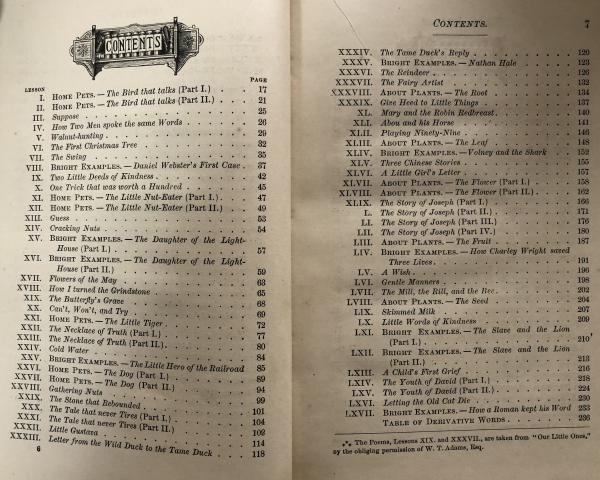 CONTENTS
LESSON PAGE
I. HOME PETS.—The Bird that talks (Part I.) 17
II. HOME PETS.—The Bird that talks (Part II.) 21
III. Suppose 25
IV. How Two Men spoke the same Words 26
V. Walnut-hunting 29
VI. The First Christmas Tree 32
VII. The Swing 35
VIII. BRIGHT EXAMPLES.—Daniel Webster's First Case 37
IX. Two Little Deeds of Kindness 42
X. One Trick that was worth a Hundred 45
XI. HOME PETS.—The Little Nut-Eater (Part I.) 47
XII. HOME PETS.—The Little Nut-Eater (Part II.) 49
XIII. Guess 53
XIV. Cracking Nuts 54
XV. BRIGHT EXAMPLES.—The Daughter of the Light-
House (Part I.) 57
XVI. BRIGHT EXAMPLES.—The Daughter of the Light-
House (Part II.) 59
XVII. Flowers of the May 63
XVIII. How I turned the Grindstone 65
XIX. The Butterfly's Grave 68
XX. Can't, Won't, and Try 69
XXI. HOME PETS.—The Little Tiger 72
XXII. The Necklace of Truth (Part I.) 77
XXIII. The Necklace of Truth (Part II.) 80
XXIV. Cold Water 84
XXV. BRIGHT EXAMPLES.—The Little Hero of the Railroad 85
XXVI. HOME PETS.—The Dog (Part I.) 89
XXVII. HOME PETS.—The Dog (Part II.) 94
XXVIII. Gathering Nuts 99
XXIX. The Stone that Rebounded 101
XXX. The Tale that never Tires (Part I.) 104
XXXI. The Tale that never Tires (Part II.) 109
XXXII. Little Gustava 114
XXXIII. Letter from the Wild Duck to the Tame Duck 118
6
CONTENTS. 7
XXXIV. The Tame Duck's Reply 120
XXXV. BRIGHT EXAMPLES.—Nathan Hale 123
XXXVI. The Reindeer 126
XXXVII. The Fairy Artist 132
XXXVIII. ABOUT PLANTS.—The Root 134
XXXIX. Give Heed to Little Things 137
XL. Mary and the Robin Redbreast 140
XLI. Abou and his Horse 141
XLII. Playing Ninety-Nine 146
XLIII. ABOUT PLANTS.—The Leaf 148
XLIV. BRIGHT EXAMPLES.—Volney and the Shark 152
XLV. Three Chinese Stories 155
XLVI. A Little Girl's Letter 157
XLVII. ABOUT PLANTS.—The Flower (Part I.) 158
XLVIII. ABOUT PLANTS.—The Flower (Part II.) 162
XLIX. The Story of Joseph (Part I.) 166
L. The Story of Joseph (Part II.) 171
LI. The Story of Joseph (Part III.) 176
LII. The Story of Joseph (Part IV.) 180
LIII. ABOUT PLANTS.—The Fruit 187
LIV. BRIGHT EXAMPLES.—How Charley Wright saved
Three Lives 191
LV. A Wish 196
LVI. Gentle Manners 198
LVII. The Mill, the Rill, and the Bee 202
LVIII. ABOUT PLANTS.—The Seed 204
LIX. Skimmed Milk 207
LX. Little Words of Kindness 209
LXI. BRIGHT EXAMPLES.—The Slave and the Lion
(Part I.) 210
LXII. BRIGHT EXAMPLES.—The Slave and the Lion
(Part II.) 213
LXIII. A Child's First Grief 216
LXIV. The Youth of David (Part I.) 218
LXV. The Youth of David (Part II.) 224
LXVI. Letting the Old Cat Die 230
LXVII. BRIGHT EXAMPLES.—How a Roman kept his Word 233
TABLE OF DERIVATIVE WORDS 236
⁂ The Poems, Lessons XIX. and XXXVII., are taken from "Our Little Ones,"
by the obliging permission of W. T. Adams, Esq.